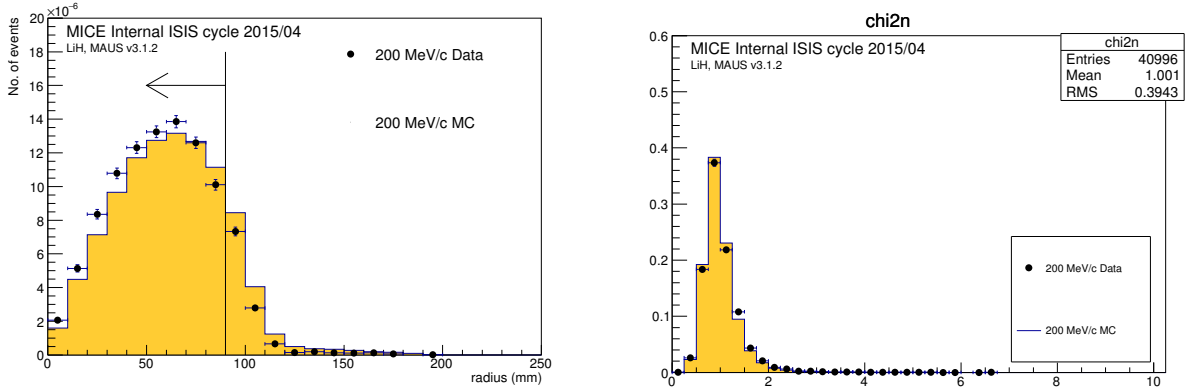 20 ×10⁻⁶
MICE Internal ISIS cycle 2015/04
LiH, MAUS v3.1.2
200 MeV/c Data
200 MeV/c MC
No. of events
18
16
14
12
10
8
6
4
2
0
0 50 100 150 200 250
radius (mm)
chi2n
MICE Internal ISIS cycle 2015/04
LiH, MAUS v3.1.2
chi2n
Entries 40996
Mean 1.001
RMS 0.3943
0.6
0.5
0.4
0.3
0.2
0.1
0
200 MeV/c Data
200 MeV/c MC
0 2 4 6 8 10